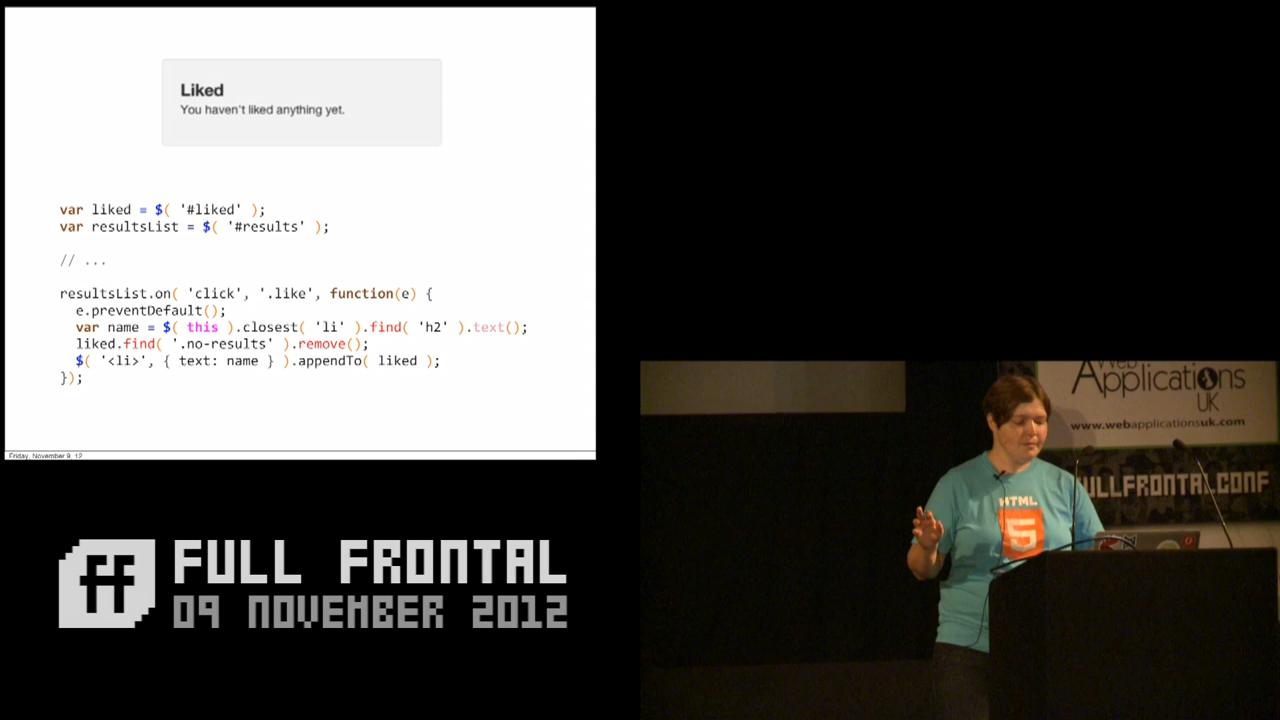 Liked
You haven't liked anything yet.
var liked = $( '#liked' );
var resultsList = $( '#results' );
// ...
resultsList.on( 'click', '.like', function(e) {
  e.preventDefault();
  var name = $( this ).closest( 'li' ).find( 'h2' ).text();
  liked.find( '.no-results' ).remove();
  $( '<li>', { text: name } ).appendTo( liked );
});
Friday, November 9, 12
ff FULL FRONTAL
09 NOVEMBER 2012
Web
Applications
UK
www.webapplicationsuk.com
ULLFRONTALCONF
HTML
5